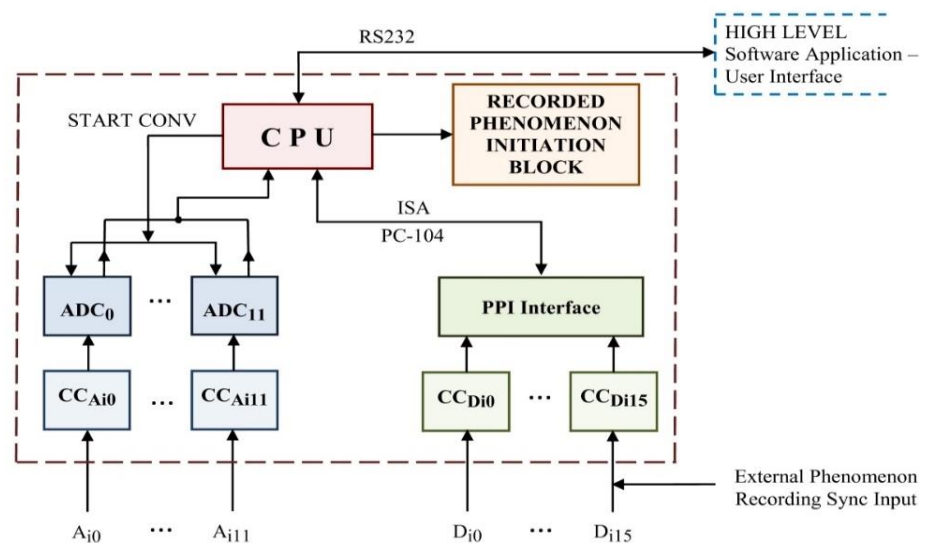 RS232
HIGH LEVEL
Software Application –
User Interface
START CONV
C P U
RECORDED
PHENOMENON
INITIATION
BLOCK
ISA
PC-104
ADC0 ... ADC11
PPI Interface
CCAi0 ... CCAi11
CCDi0 ... CCDi15
External Phenomenon
Recording Sync Input
Ai0 ... Ai11
Di0 ... Di15